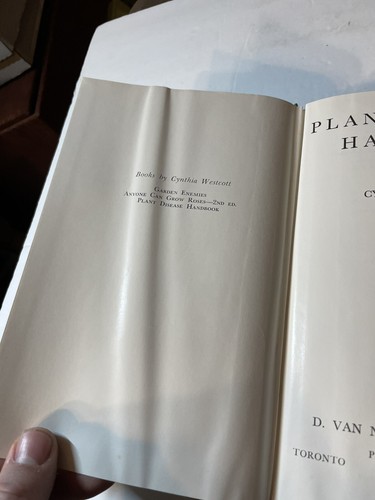 Books by Cynthia Westcott
GARDEN ENEMIES
ANYONE CAN GROW ROSES—2ND ED.
PLANT DISEASE HANDBOOK
PLAN
HA
CY
D. VAN N
TORONTO P